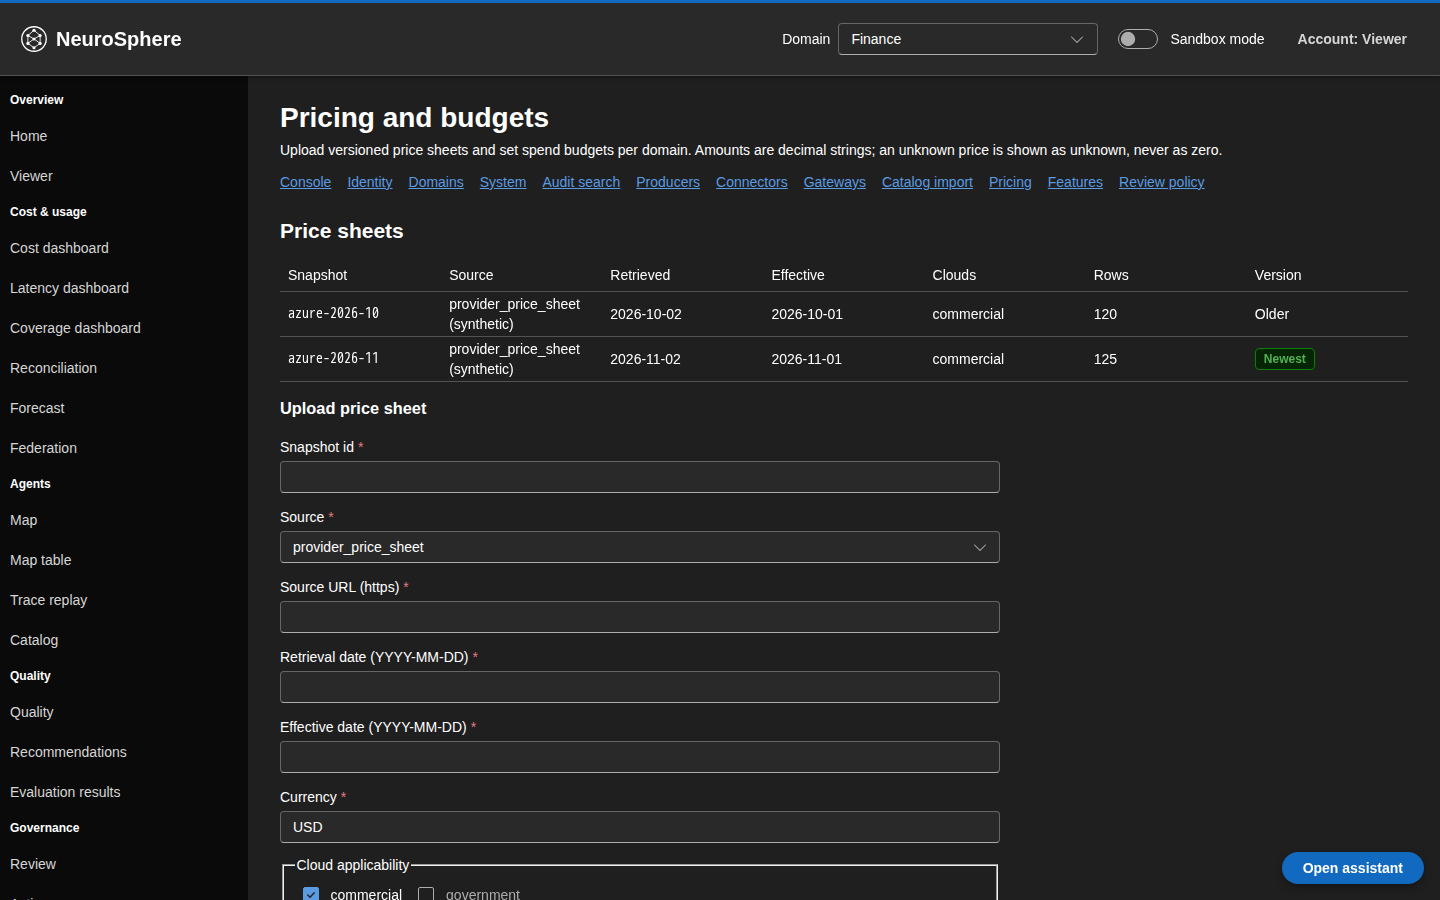 NeuroSphere
Domain
Finance
Sandbox mode
Account: Viewer
Overview
Home
Viewer
Cost & usage
Cost dashboard
Latency dashboard
Coverage dashboard
Reconciliation
Forecast
Federation
Agents
Map
Map table
Trace replay
Catalog
Quality
Quality
Recommendations
Evaluation results
Governance
Review
Pricing and budgets
Upload versioned price sheets and set spend budgets per domain. Amounts are decimal strings; an unknown price is shown as unknown, never as zero.
Console Identity Domains System Audit search Producers Connectors Gateways Catalog import Pricing Features Review policy
Price sheets
Snapshot Source Retrieved Effective Clouds Rows Version
azure-2026-10 provider_price_sheet (synthetic) 2026-10-02 2026-10-01 commercial 120 Older
azure-2026-11 provider_price_sheet (synthetic) 2026-11-02 2026-11-01 commercial 125 Newest
Upload price sheet
Snapshot id *
Source *
provider_price_sheet
Source URL (https) *
Retrieval date (YYYY-MM-DD) *
Effective date (YYYY-MM-DD) *
Currency *
USD
Cloud applicability
commercial government
Open assistant